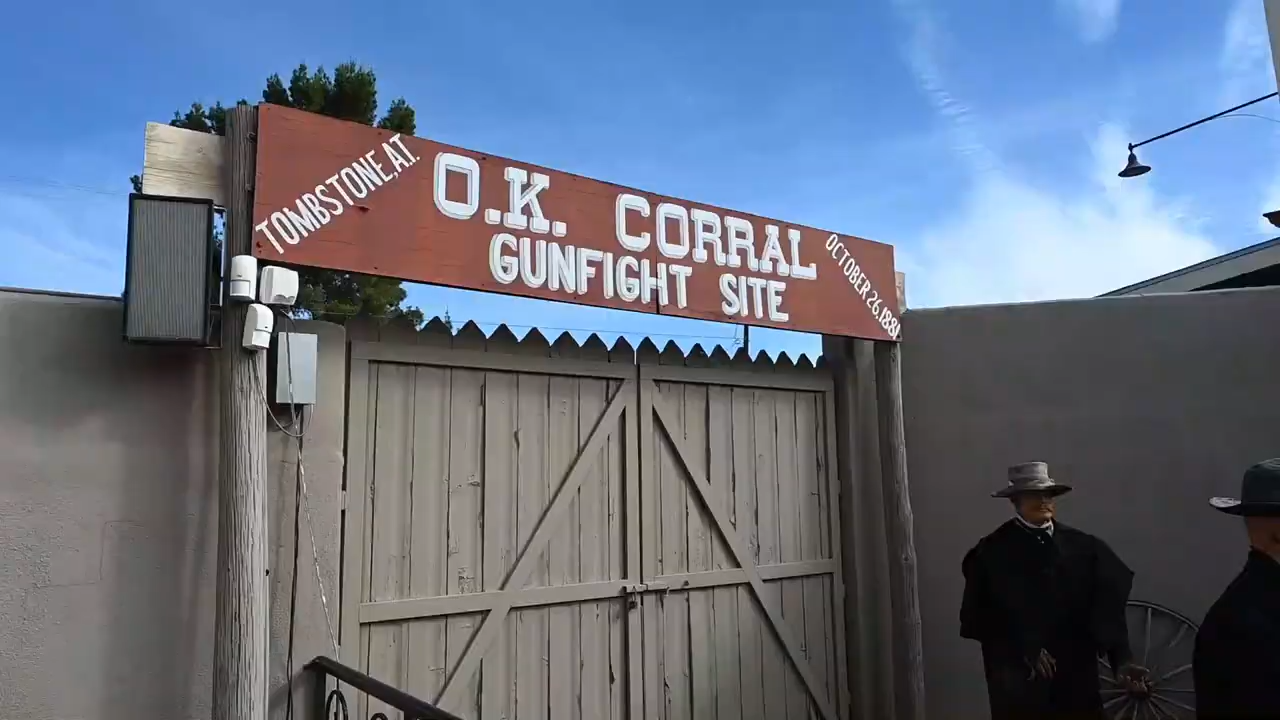 TOMBSTONE, A.T.
O.K. CORRAL
GUNFIGHT SITE
OCTOBER 26, 1881